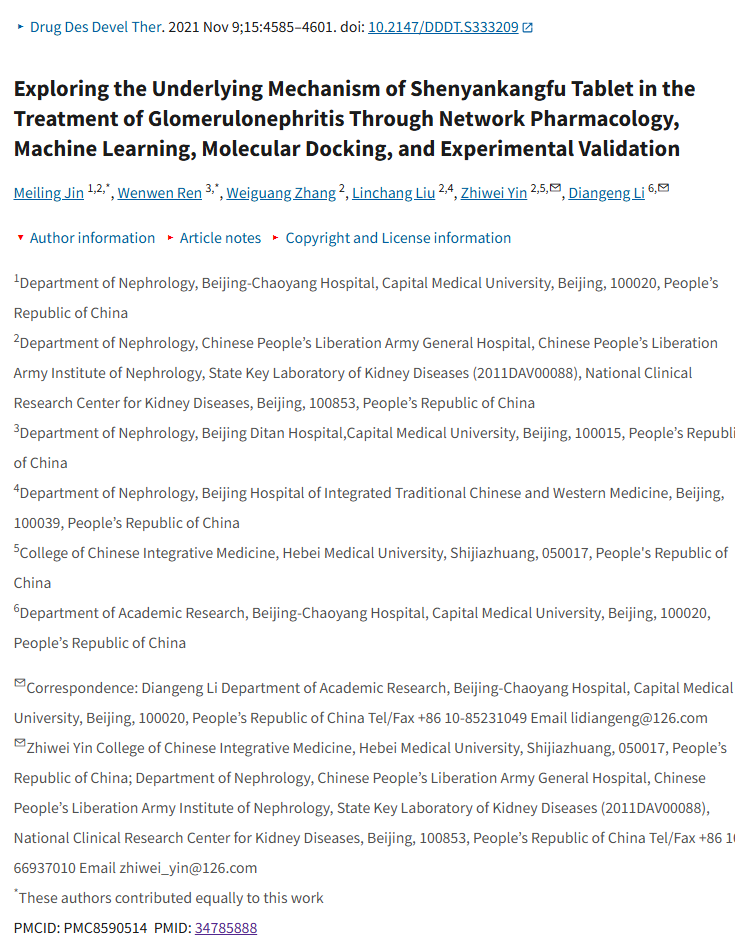 ▸ Drug Des Devel Ther. 2021 Nov 9;15:4585–4601. doi: 10.2147/DDDT.S333209
Exploring the Underlying Mechanism of Shenyankangfu Tablet in the
Treatment of Glomerulonephritis Through Network Pharmacology,
Machine Learning, Molecular Docking, and Experimental Validation
Meiling Jin 1,2,*, Wenwen Ren 3,*, Weiguang Zhang 2, Linchang Liu 2,4, Zhiwei Yin 2,5,✉, Diangeng Li 6,✉
▾ Author information ▸ Article notes ▸ Copyright and License information
1Department of Nephrology, Beijing-Chaoyang Hospital, Capital Medical University, Beijing, 100020, People’s
Republic of China
2Department of Nephrology, Chinese People’s Liberation Army General Hospital, Chinese People’s Liberation
Army Institute of Nephrology, State Key Laboratory of Kidney Diseases (2011DAV00088), National Clinical
Research Center for Kidney Diseases, Beijing, 100853, People’s Republic of China
3Department of Nephrology, Beijing Ditan Hospital,Capital Medical University, Beijing, 100015, People’s Republi
of China
4Department of Nephrology, Beijing Hospital of Integrated Traditional Chinese and Western Medicine, Beijing,
100039, People’s Republic of China
5College of Chinese Integrative Medicine, Hebei Medical University, Shijiazhuang, 050017, People's Republic of
China
6Department of Academic Research, Beijing-Chaoyang Hospital, Capital Medical University, Beijing, 100020,
People’s Republic of China
✉Correspondence: Diangeng Li Department of Academic Research, Beijing-Chaoyang Hospital, Capital Medical
University, Beijing, 100020, People’s Republic of China Tel/Fax +86 10-85231049 Email lidiangeng@126.com
✉Zhiwei Yin College of Chinese Integrative Medicine, Hebei Medical University, Shijiazhuang, 050017, People’s
Republic of China; Department of Nephrology, Chinese People’s Liberation Army General Hospital, Chinese
People’s Liberation Army Institute of Nephrology, State Key Laboratory of Kidney Diseases (2011DAV00088),
National Clinical Research Center for Kidney Diseases, Beijing, 100853, People’s Republic of China Tel/Fax +86
66937010 Email zhiwei_yin@126.com
*These authors contributed equally to this work
PMCID: PMC8590514 PMID: 34785888